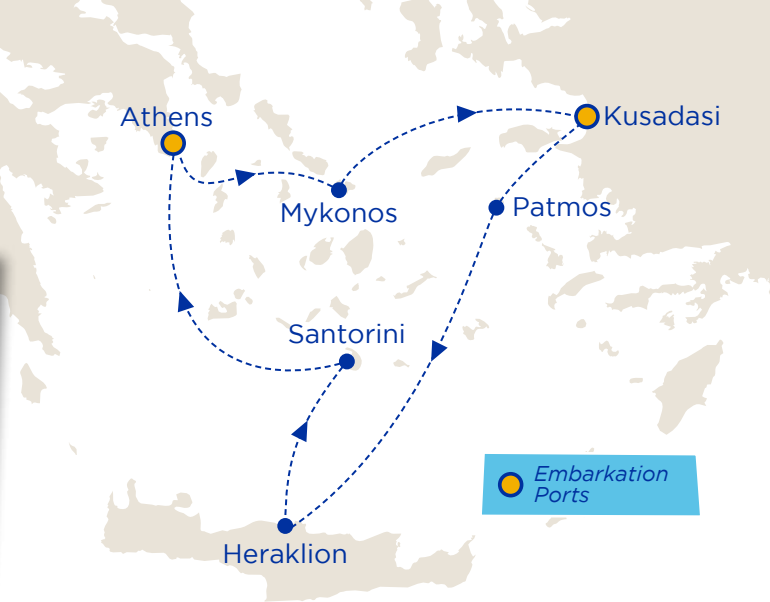 Athens
Kusadasi
Mykonos
Patmos
Santorini
Embarkation
Ports
Heraklion